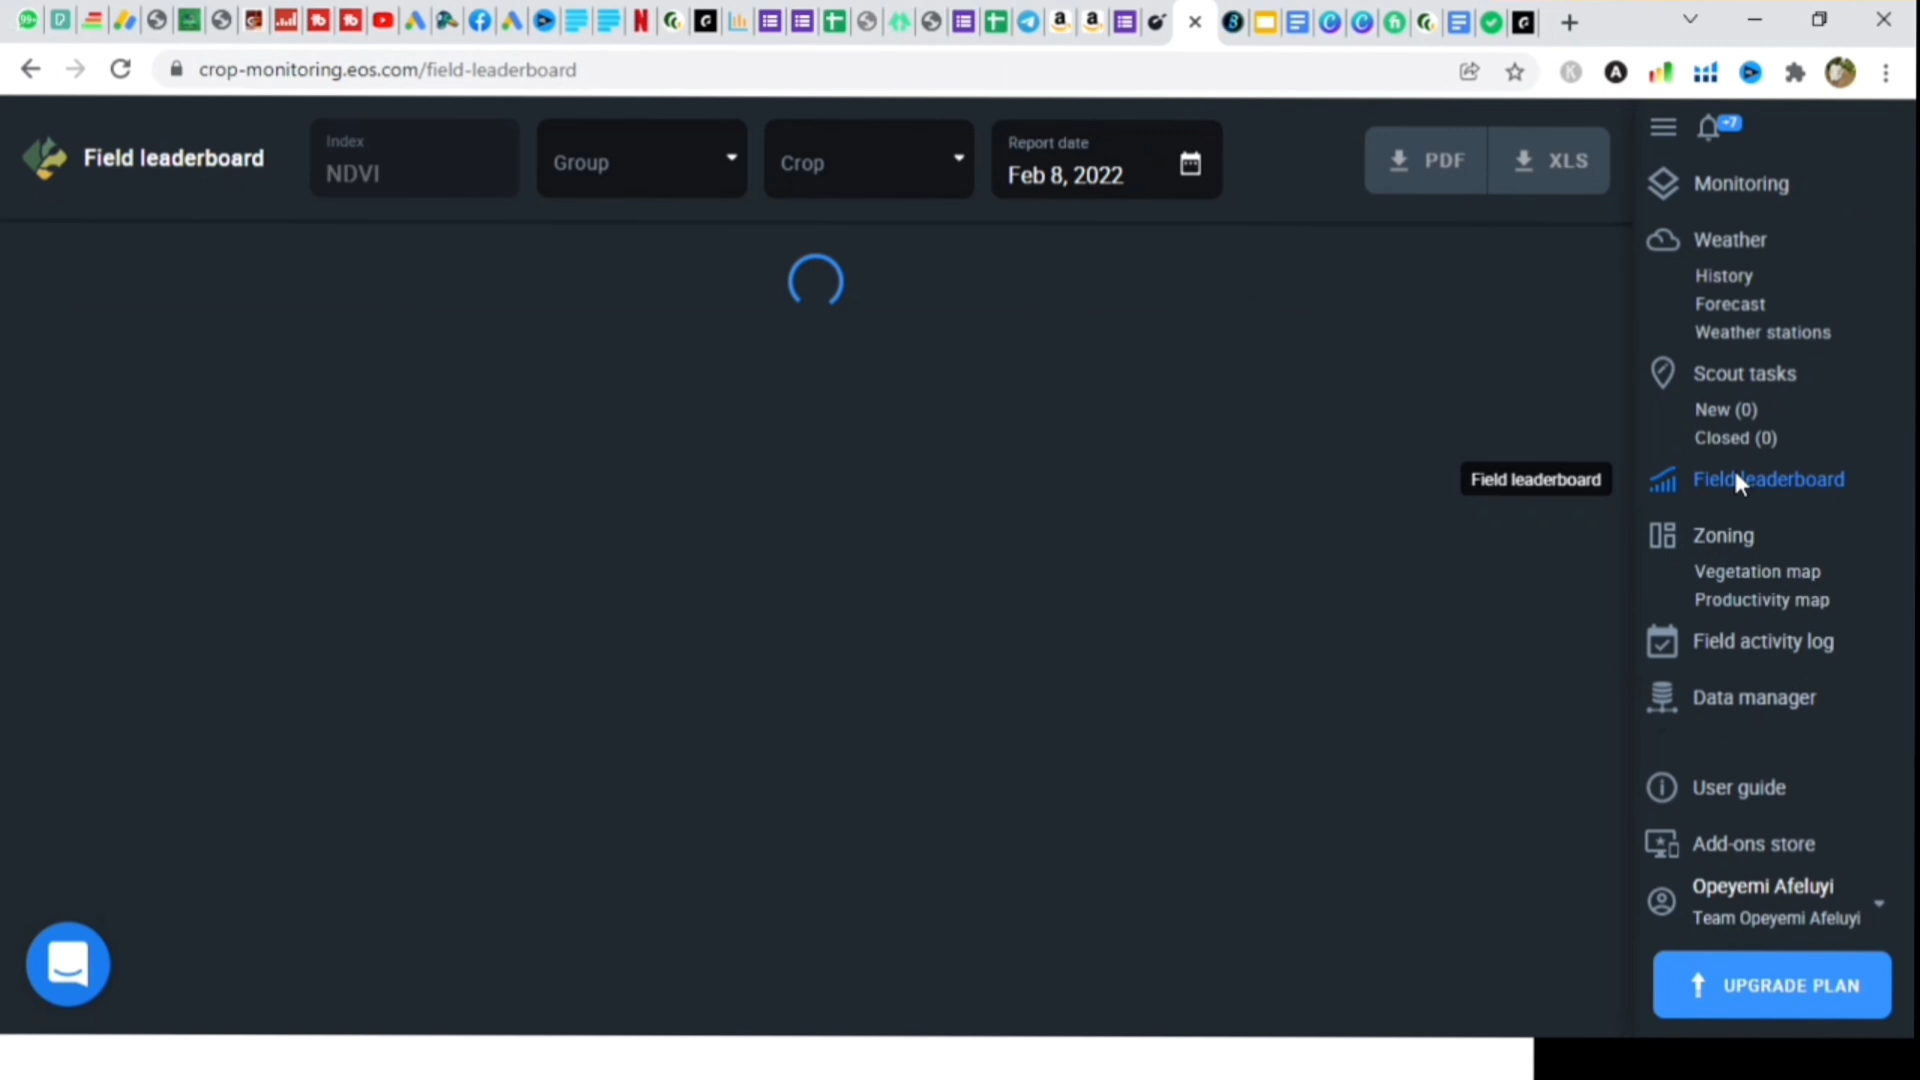 99+
crop-monitoring.eos.com/field-leaderboard
Field leaderboard
Index
NDVI
Group
Crop
Report date
Feb 8, 2022
PDF
XLS
+7
Monitoring
Weather
History
Forecast
Weather stations
Scout tasks
New (0)
Closed (0)
Field leaderboard
Field leaderboard
Zoning
Vegetation map
Productivity map
Field activity log
Data manager
User guide
Add-ons store
Opeyemi Afeluyi
Team Opeyemi Afeluyi
UPGRADE PLAN